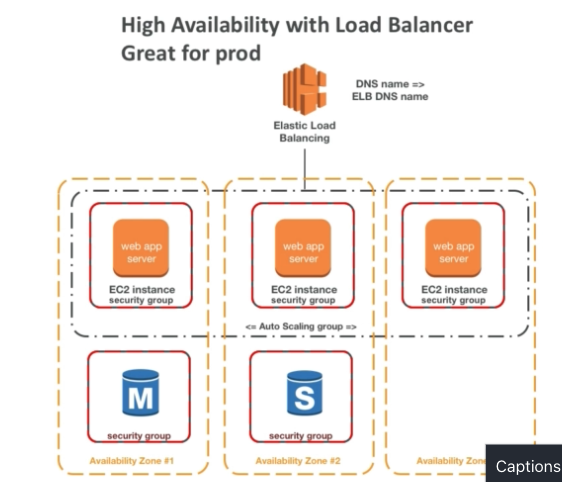 High Availability with Load Balancer
Great for prod
DNS name =>
ELB DNS name
Elastic Load
Balancing
web app
server
EC2 instance
security group
web app
server
EC2 instance
security group
web app
server
EC2 instance
security group
<= Auto Scaling group =>
M
security group
S
security group
Availability Zone #1
Availability Zone #2
Availability
Captions